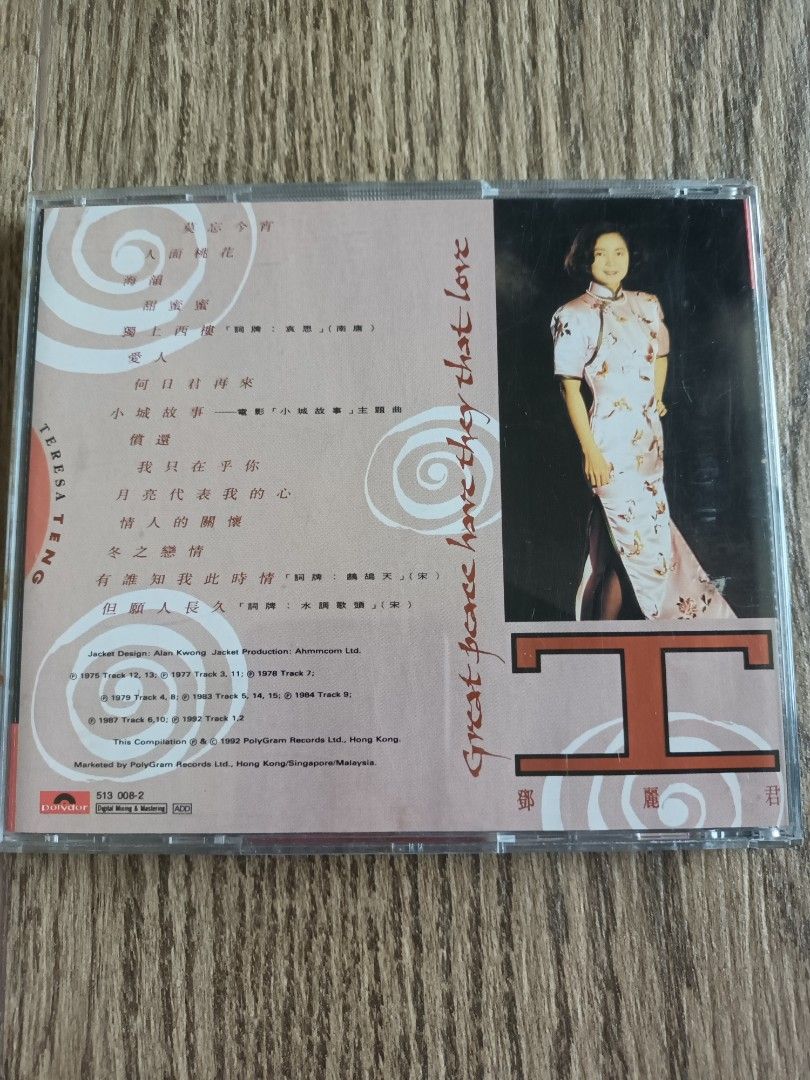 莫忘今宵
人面桃花
海韻
甜蜜蜜
獨上西樓「詞牌：哀思」(南唐)
愛人
何日君再來
小城故事——電影「小城故事」主題曲
償還
我只在乎你
月亮代表我的心
情人的關懷
冬之戀情
有誰知我此時情「詞牌：鷓鴣天」(宋)
但願人長久「詞牌：水調歌頭」(宋)
TERESA TENG
Jacket Design: Alan Kwong Jacket Production: Ahmmcom Ltd.
℗ 1975 Track 12, 13; ℗ 1977 Track 3, 11; ℗ 1978 Track 7;
℗ 1979 Track 4, 8; ℗ 1983 Track 5, 14, 15; ℗ 1984 Track 9;
℗ 1987 Track 6,10; ℗ 1992 Track 1,2
This Compilation ℗ & © 1992 PolyGram Records Ltd., Hong Kong.
Marketed by PolyGram Records Ltd., Hong Kong/Singapore/Malaysia.
polydor
513 008-2
Digital Mixing & Mastering ADD
Great peace have they that love
T
鄧麗君